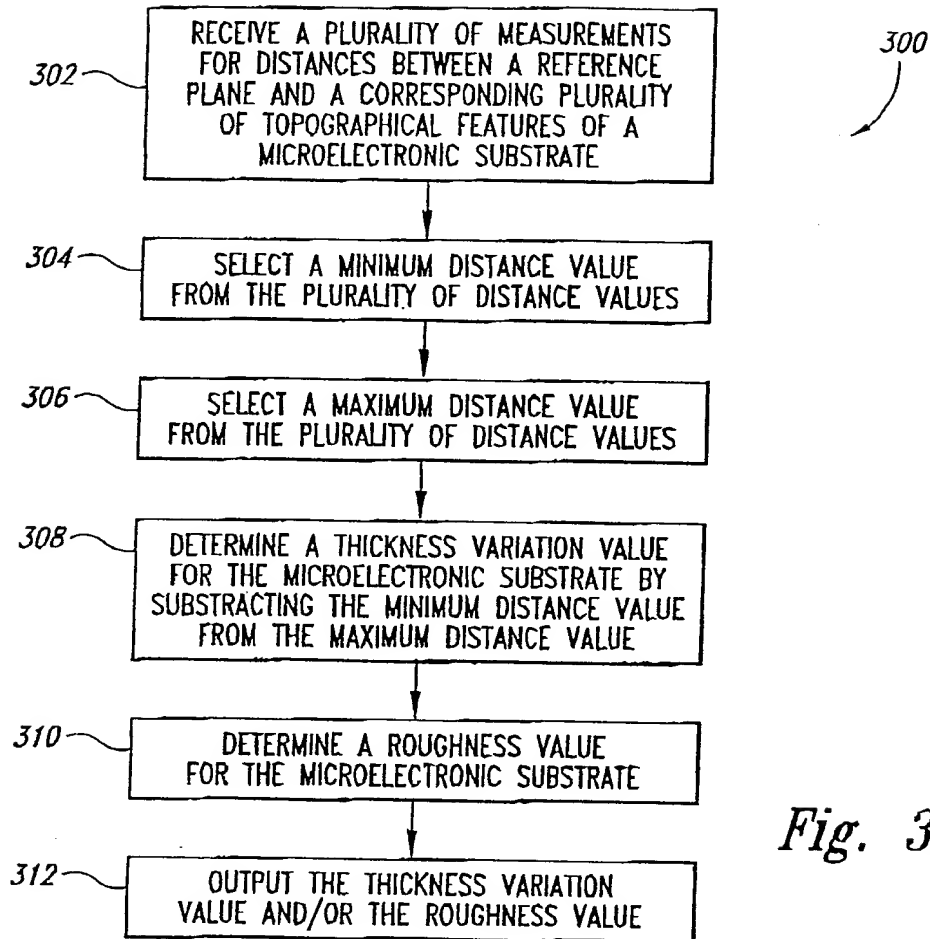 300
302
RECEIVE A PLURALITY OF MEASUREMENTS
FOR DISTANCES BETWEEN A REFERENCE
PLANE AND A CORRESPONDING PLURALITY
OF TOPOGRAPHICAL FEATURES OF A
MICROELECTRONIC SUBSTRATE
304
SELECT A MINIMUM DISTANCE VALUE
FROM THE PLURALITY OF DISTANCE VALUES
306
SELECT A MAXIMUM DISTANCE VALUE
FROM THE PLURALITY OF DISTANCE VALUES
308
DETERMINE A THICKNESS VARIATION VALUE
FOR THE MICROELECTRONIC SUBSTRATE BY
SUBSTRACTING THE MINIMUM DISTANCE VALUE
FROM THE MAXIMUM DISTANCE VALUE
310
DETERMINE A ROUGHNESS VALUE
FOR THE MICROELECTRONIC SUBSTRATE
312
OUTPUT THE THICKNESS VARIATION
VALUE AND/OR THE ROUGHNESS VALUE
Fig. 3